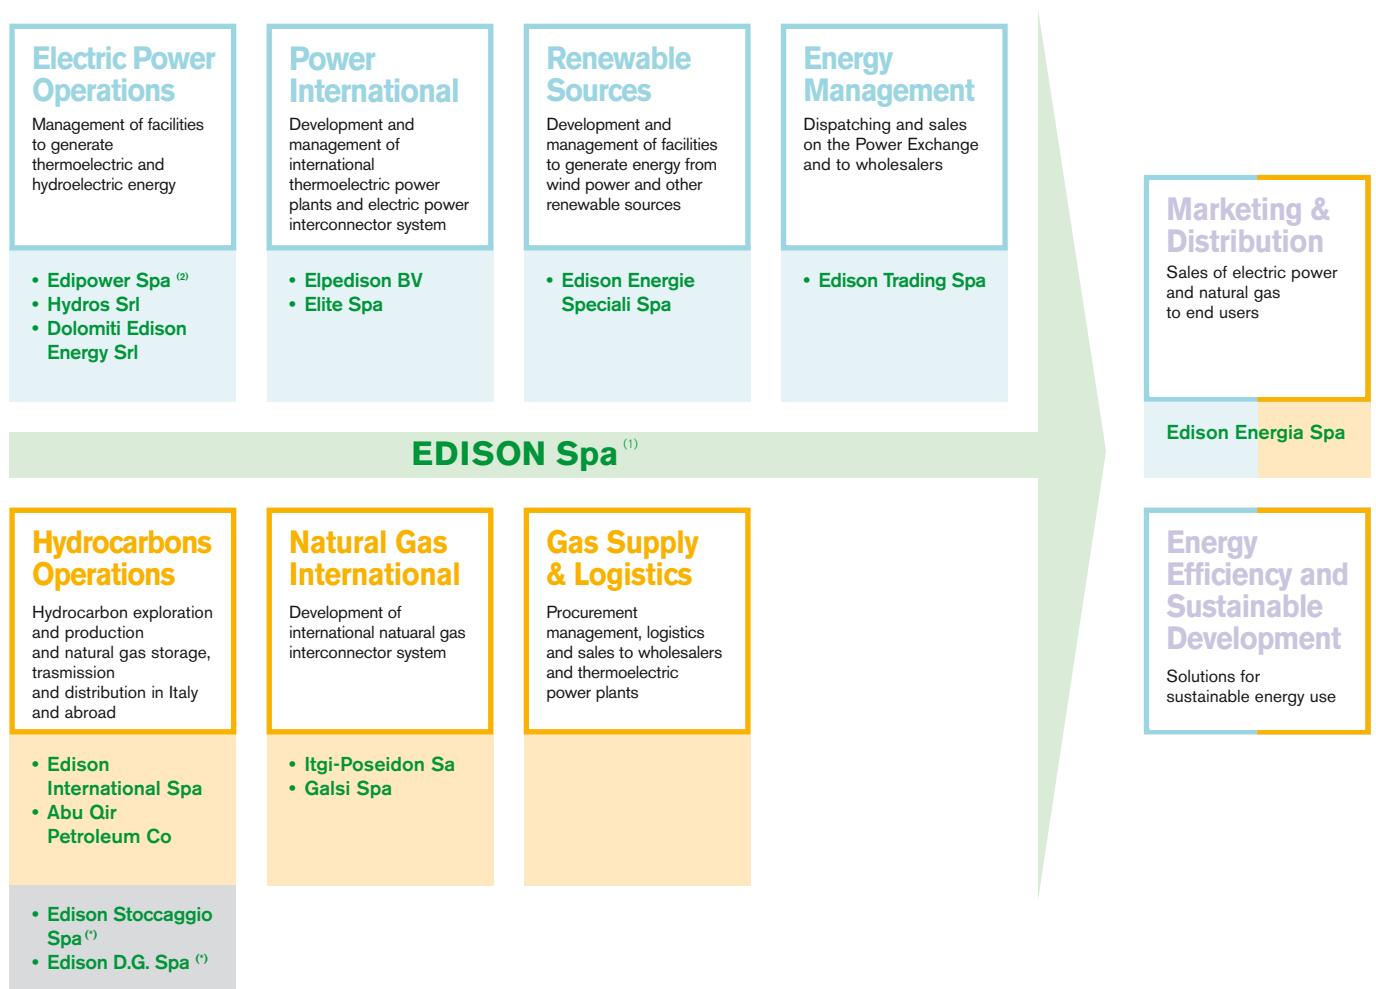 Electric Power
Operations
Management of facilities
to generate
thermoelectric and
hydroelectric energy
• Edipower Spa (2)
• Hydros Srl
• Dolomiti Edison
Energy Srl
Power
International
Development and
management of
international
thermoelectric power
plants and electric power
interconnector system
• Elpedison BV
• Elite Spa
Renewable
Sources
Development and
management of facilities
to generate energy from
wind power and other
renewable sources
• Edison Energie
Speciali Spa
Energy
Management
Dispatching and sales
on the Power Exchange
and to wholesalers
• Edison Trading Spa
Marketing &
Distribution
Sales of electric power
and natural gas
to end users
Edison Energia Spa
EDISON Spa (1)
Hydrocarbons
Operations
Hydrocarbon exploration
and production
and natural gas storage,
trasmission
and distribution in Italy
and abroad
• Edison
International Spa
• Abu Qir
Petroleum Co
• Edison Stoccaggio
Spa (*)
• Edison D.G. Spa (*)
Natural Gas
International
Development of
international natuaral gas
interconnector system
• Itgi-Poseidon Sa
• Galsi Spa
Gas Supply
& Logistics
Procurement
management, logistics
and sales to wholesalers
and thermoelectric
power plants
Energy
Efficiency and
Sustainable
Development
Solutions for
sustainable energy use